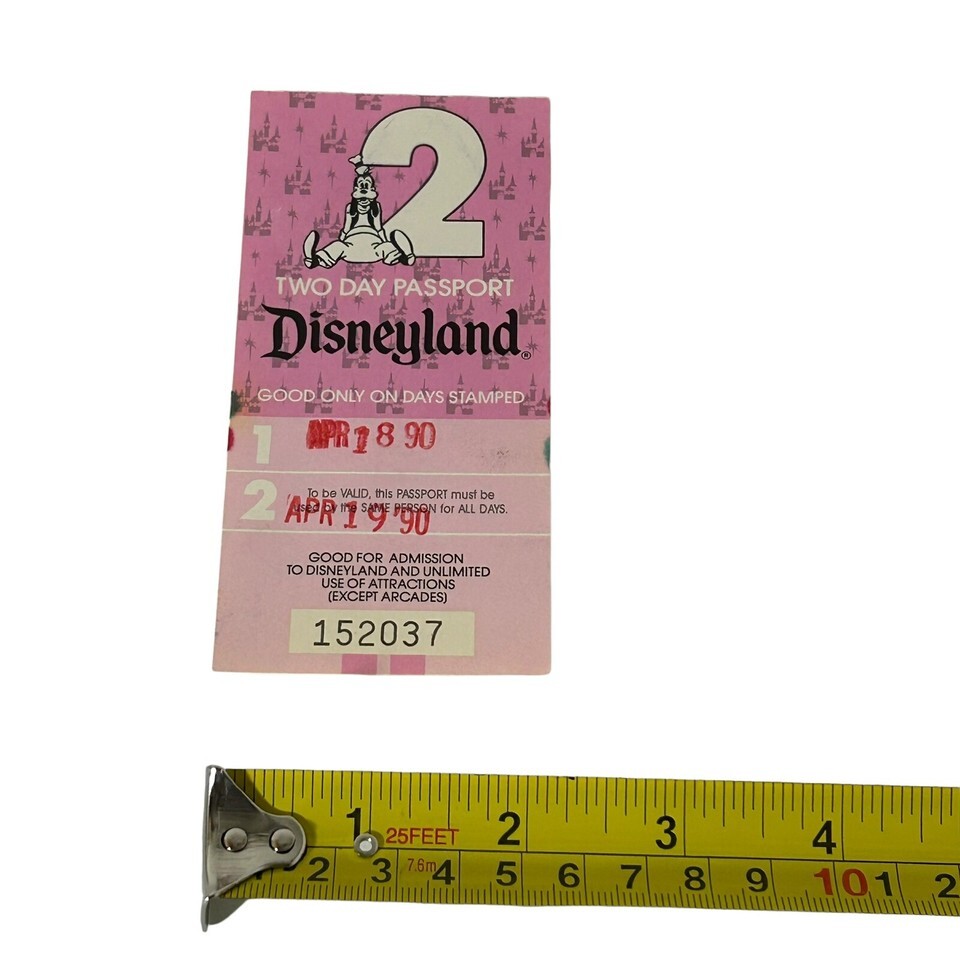 2
TWO DAY PASSPORT
Disneyland®
GOOD ONLY ON DAYS STAMPED
1 APR 18 90
To be VALID, this PASSPORT must be
used by the SAME PERSON for ALL DAYS.
2 APR 19 '90
GOOD FOR ADMISSION
TO DISNEYLAND AND UNLIMITED
USE OF ATTRACTIONS
(EXCEPT ARCADES)
152037
1 25FEET 2 3 4
2 3 7.6m 4 5 6 7 8 9 10 1 2